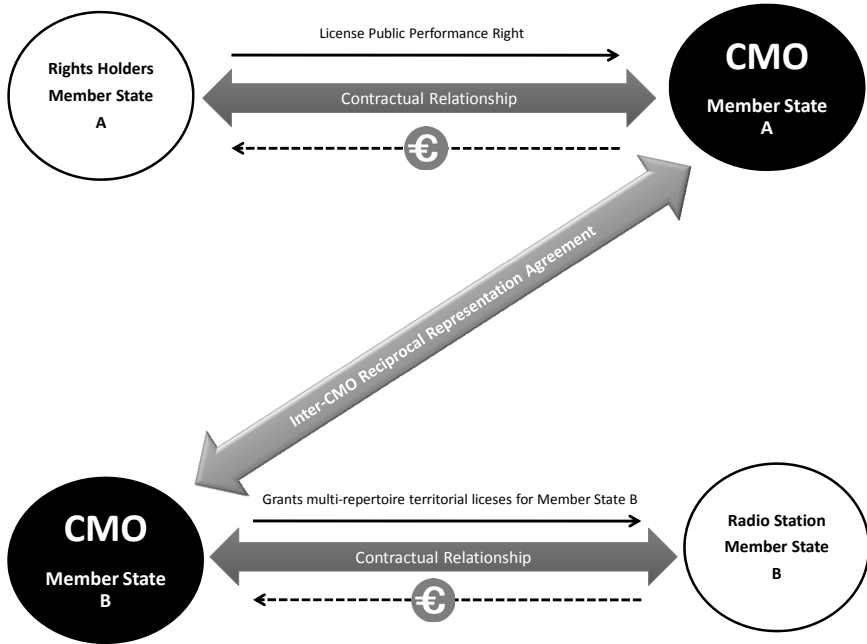 License Public Performance Right
Rights Holders
Member State
A
Contractual Relationship
€
CMO
Member State
A
Inter-CMO Reciprocal Representation Agreement
CMO
Member State
B
Grants multi-repertoire territorial liceses for Member State B
Contractual Relationship
€
Radio Station
Member State
B